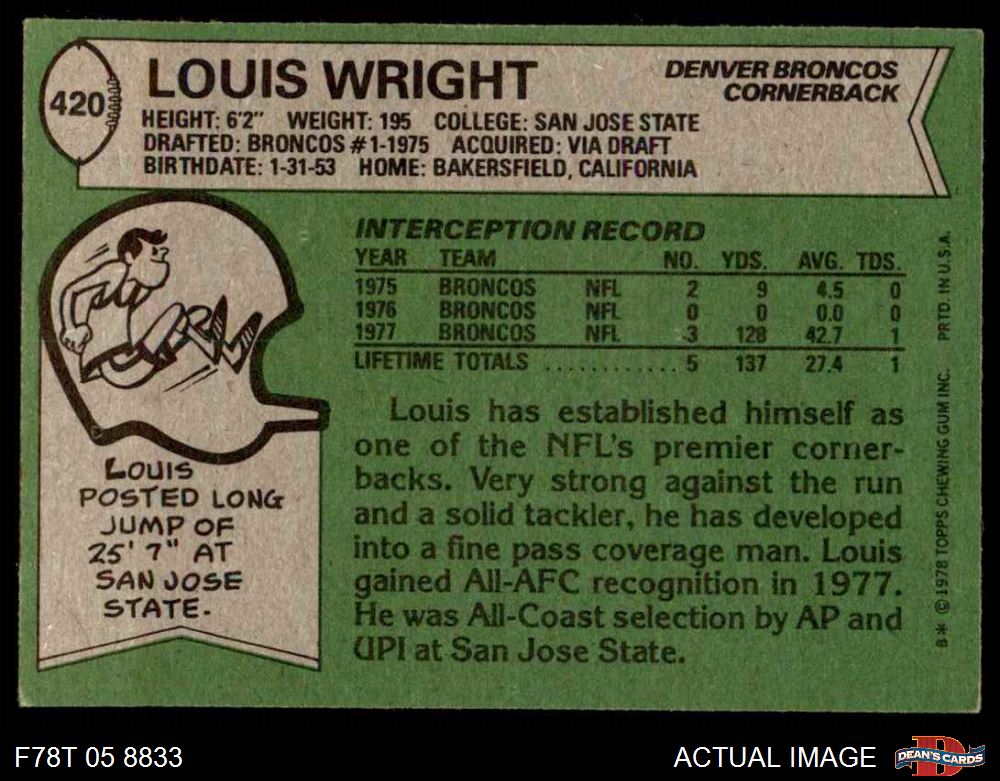 420
LOUIS WRIGHT
DENVER BRONCOS
CORNERBACK
HEIGHT: 6'2" WEIGHT: 195 COLLEGE: SAN JOSE STATE
DRAFTED: BRONCOS #1-1975 ACQUIRED: VIA DRAFT
BIRTHDATE: 1-31-53 HOME: BAKERSFIELD, CALIFORNIA
INTERCEPTION RECORD
YEAR TEAM NO. YDS. AVG. TDS.
1975 BRONCOS NFL 2 9 4.5 0
1976 BRONCOS NFL 0 0 0.0 0
1977 BRONCOS NFL 3 128 42.7 1
LIFETIME TOTALS ............ 5 137 27.4 1
Louis has established himself as
one of the NFL's premier corner-
backs. Very strong against the run
and a solid tackler, he has developed
into a fine pass coverage man. Louis
gained All-AFC recognition in 1977.
He was All-Coast selection by AP and
UPI at San Jose State.
LOUIS
POSTED LONG
JUMP OF
25' 7" AT
SAN JOSE
STATE.
B* © 1978 TOPPS CHEWING GUM INC. PRTD. IN U.S.A.
F78T 05 8833
ACTUAL IMAGE
D
DEAN'S CARDS